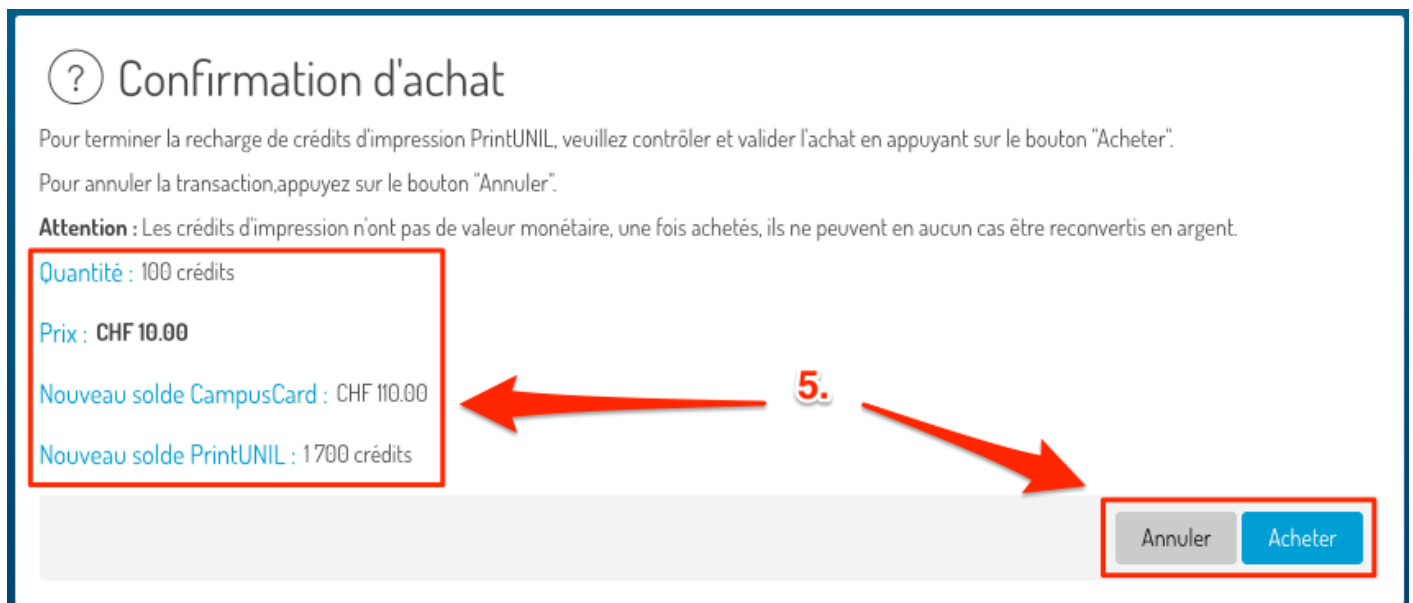 ? Confirmation d'achat
Pour terminer la recharge de crédits d'impression PrintUNIL, veuillez contrôler et valider l'achat en appuyant sur le bouton "Acheter".
Pour annuler la transaction,appuyez sur le bouton "Annuler".
Attention : Les crédits d'impression n'ont pas de valeur monétaire, une fois achetés, ils ne peuvent en aucun cas être reconvertis en argent.
Quantité : 100 crédits
Prix : CHF 10.00
Nouveau solde CampusCard : CHF 110.00
5.
Nouveau solde PrintUNIL : 1 700 crédits
Annuler Acheter